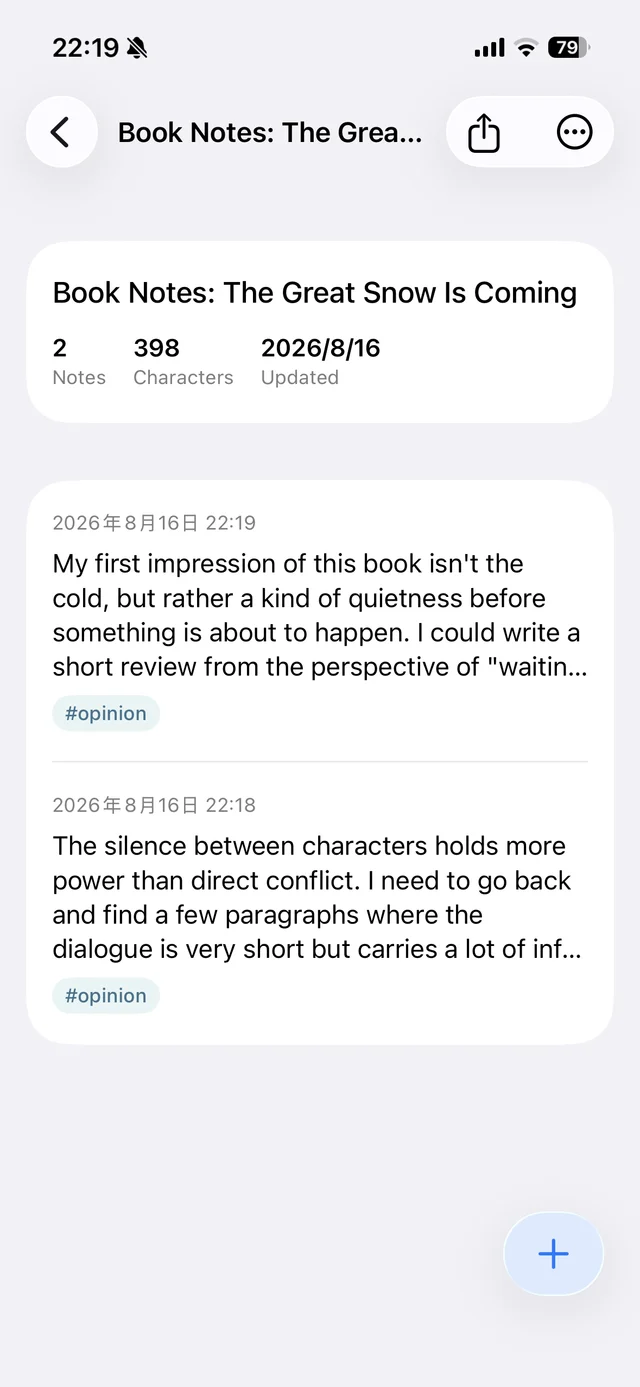 22:19
79
Book Notes: The Grea...
Book Notes: The Great Snow Is Coming
2 398 2026/8/16
Notes Characters Updated
2026年8月16日 22:19
My first impression of this book isn't the
cold, but rather a kind of quietness before
something is about to happen. I could write a
short review from the perspective of "waitin...
#opinion
2026年8月16日 22:18
The silence between characters holds more
power than direct conflict. I need to go back
and find a few paragraphs where the
dialogue is very short but carries a lot of inf...
#opinion